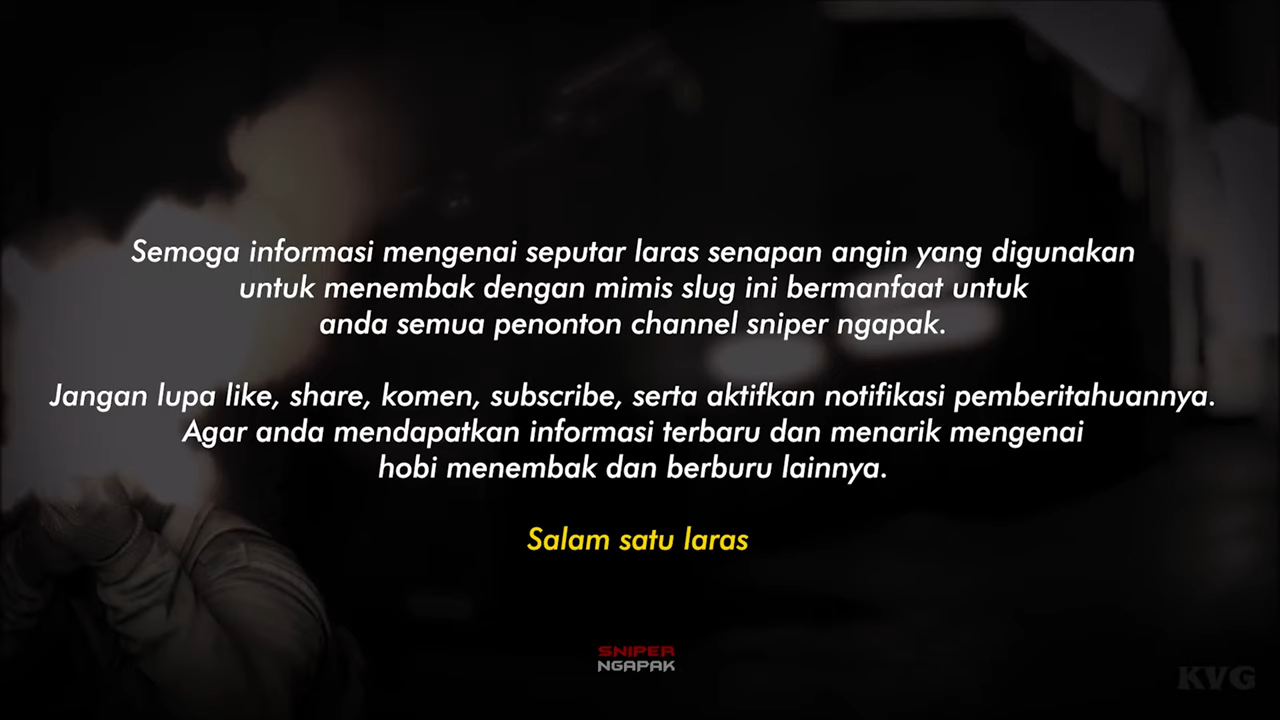 Semoga informasi mengenai seputar laras senapan angin yang digunakan
untuk menembak dengan mimis slug ini bermanfaat untuk
anda semua penonton channel sniper ngapak.
Jangan lupa like, share, komen, subscribe, serta aktifkan notifikasi pemberitahuannya.
Agar anda mendapatkan informasi terbaru dan menarik mengenai
hobi menembak dan berburu lainnya.
Salam satu laras
SNIPER
NGAPAK
KVG